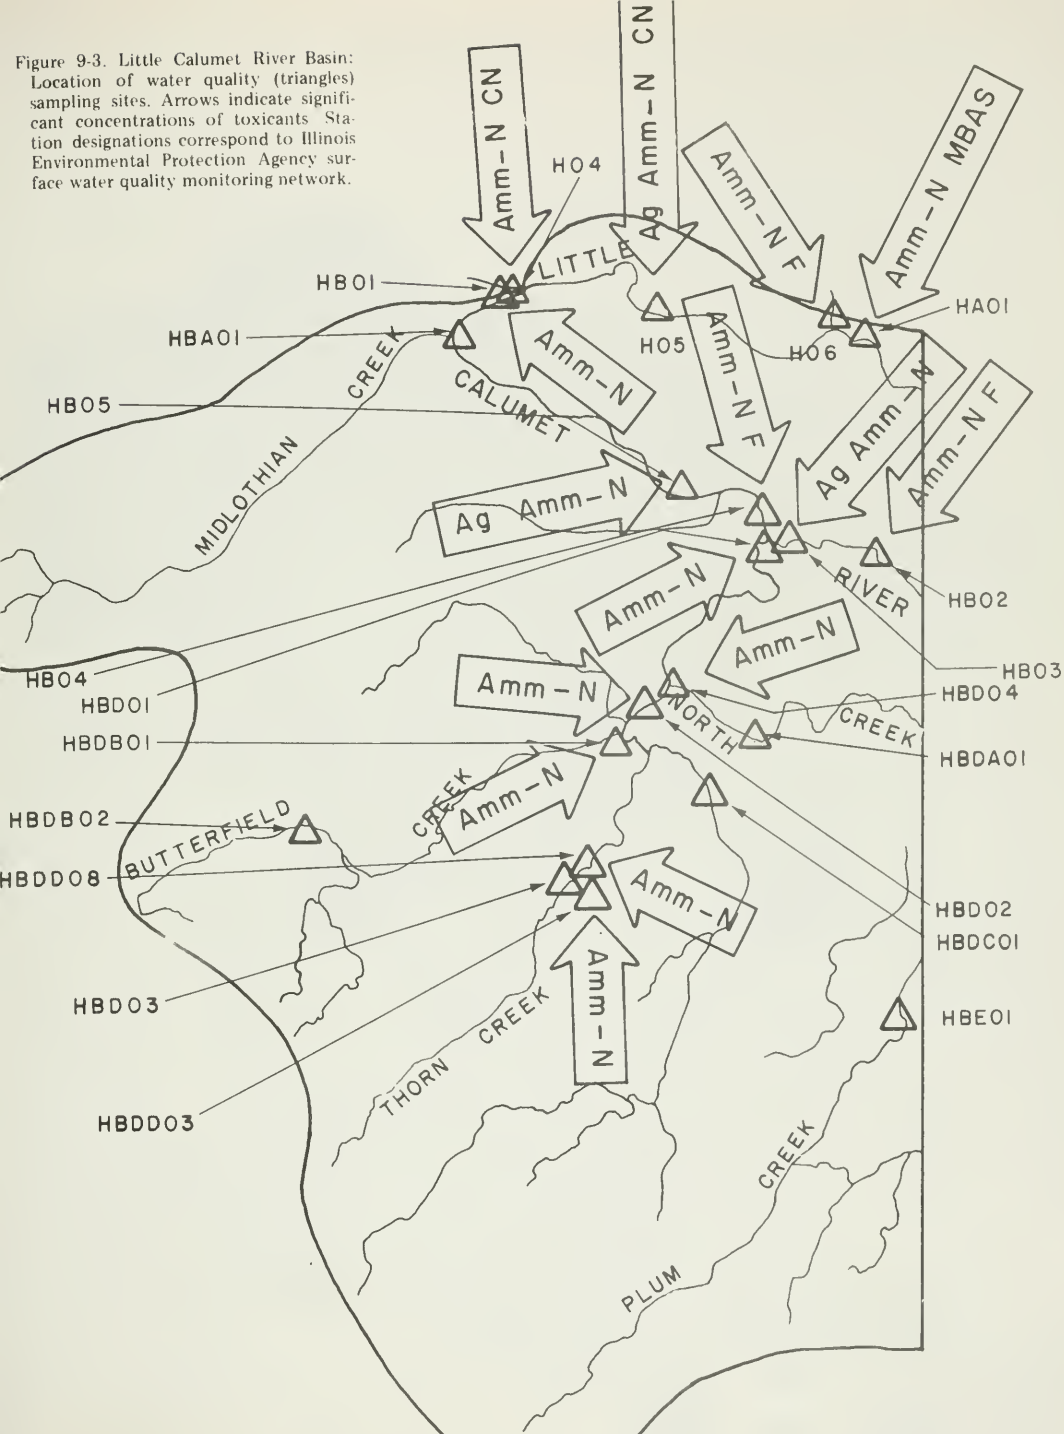 Figure 9-3. Little Calumet River Basin:
Location of water quality (triangles)
sampling sites. Arrows indicate signifi-
cant concentrations of toxicants Sta-
tion designations correspond to Illinois
Environmental Protection Agency sur-
face water quality monitoring network.
Amm-N CN
Ag Amm-N CN
Amm-N F
Amm-N MBAS
H04
LITTLE
HB01
HA01
HBA01
H05
H06
Amm-N
Amm-N F
CREEK
CALUMET
HB05
Ag Amm-N
Amm-N F
MIDLOTHIAN
Ag Amm-N
RIVER
HB02
Amm-N
Amm-N
HB03
HB04
HBD01
Amm-N
HBD04
NORTH
CREEK
HBDB01
HBDA01
Amm-N
CREEK
HBDB02
BUTTERFIELD
HBDD08
Amm-N
HBD02
HBDC01
HBD03
Amm-N
CREEK
THORN
HBE01
HBDD03
CREEK
PLUM